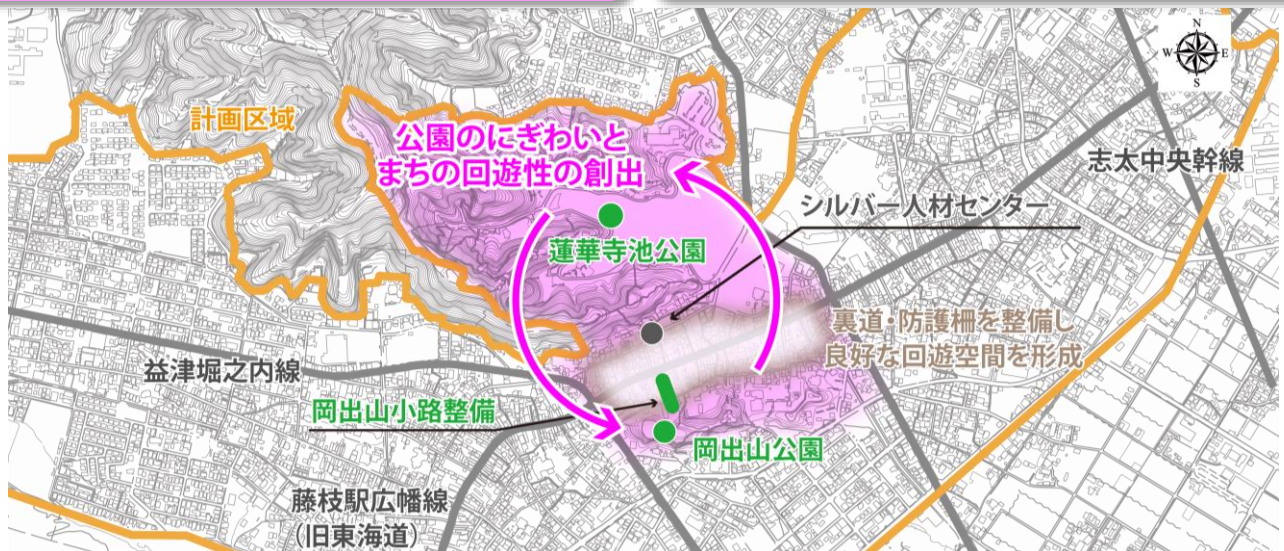 N
W
E
S
計画区域
公園のにぎわいと
まちの回遊性の創出
志太中央幹線
シルバー人材センター
蓮華寺池公園
裏道・防護柵を整備し
良好な回遊空間を形成
益津堀之内線
岡出山小路整備
岡出山公園
藤枝駅広幡線
(旧東海道)